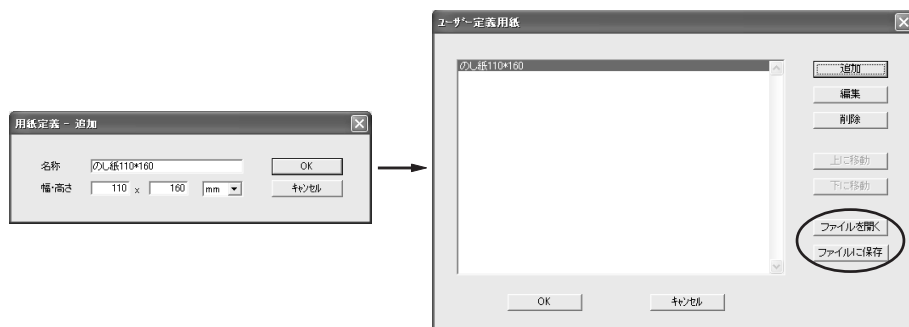 用紙定義 - 追加
名称 のし紙110*160 OK
幅・高さ 110 x 160 mm キャンセル
ユーザー定義用紙
のし紙110*160
追加
編集
削除
上に移動
下に移動
ファイルを開く
ファイルに保存
OK キャンセル